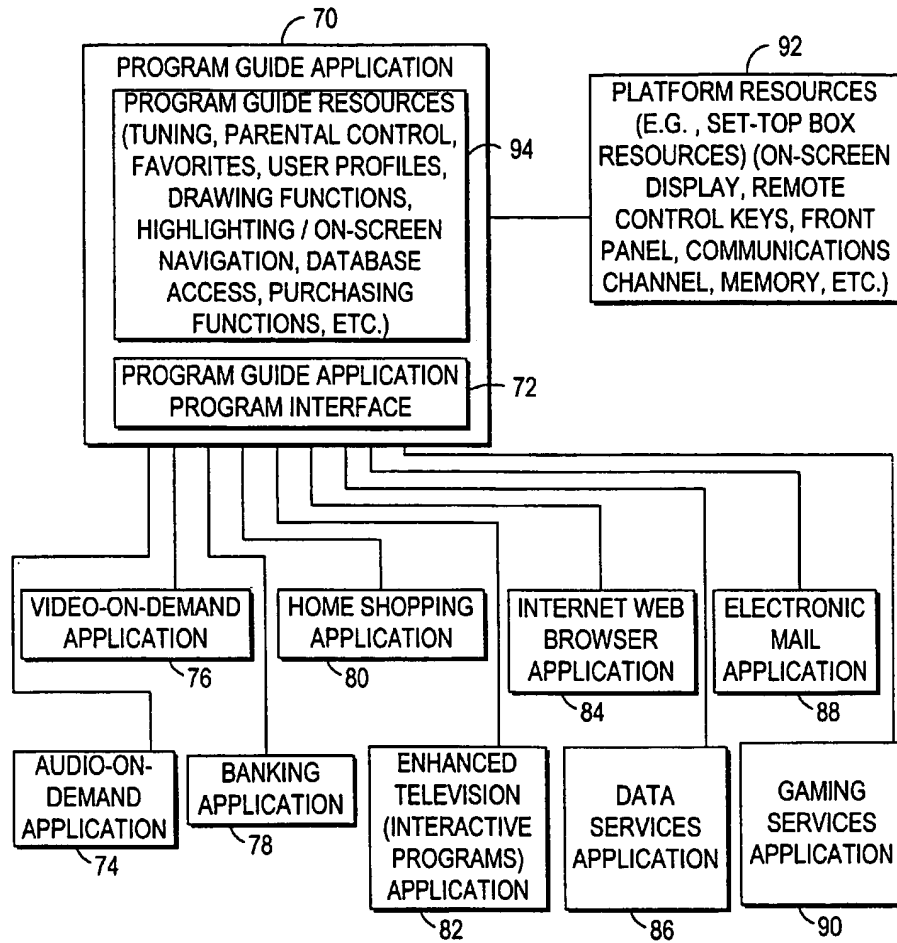 70
PROGRAM GUIDE APPLICATION
PROGRAM GUIDE RESOURCES
(TUNING, PARENTAL CONTROL,
FAVORITES, USER PROFILES,
DRAWING FUNCTIONS,
HIGHLIGHTING / ON-SCREEN
NAVIGATION, DATABASE
ACCESS, PURCHASING
FUNCTIONS, ETC.)
94
PROGRAM GUIDE APPLICATION
PROGRAM INTERFACE
72
92
PLATFORM RESOURCES
(E.G. , SET-TOP BOX
RESOURCES) (ON-SCREEN
DISPLAY, REMOTE
CONTROL KEYS, FRONT
PANEL, COMMUNICATIONS
CHANNEL, MEMORY, ETC.)
VIDEO-ON-DEMAND
APPLICATION
76
HOME SHOPPING
APPLICATION
80
INTERNET WEB
BROWSER
APPLICATION
84
ELECTRONIC
MAIL
APPLICATION
88
AUDIO-ON-
DEMAND
APPLICATION
74
BANKING
APPLICATION
78
ENHANCED
TELEVISION
(INTERACTIVE
PROGRAMS)
APPLICATION
82
DATA
SERVICES
APPLICATION
86
GAMING
SERVICES
APPLICATION
90